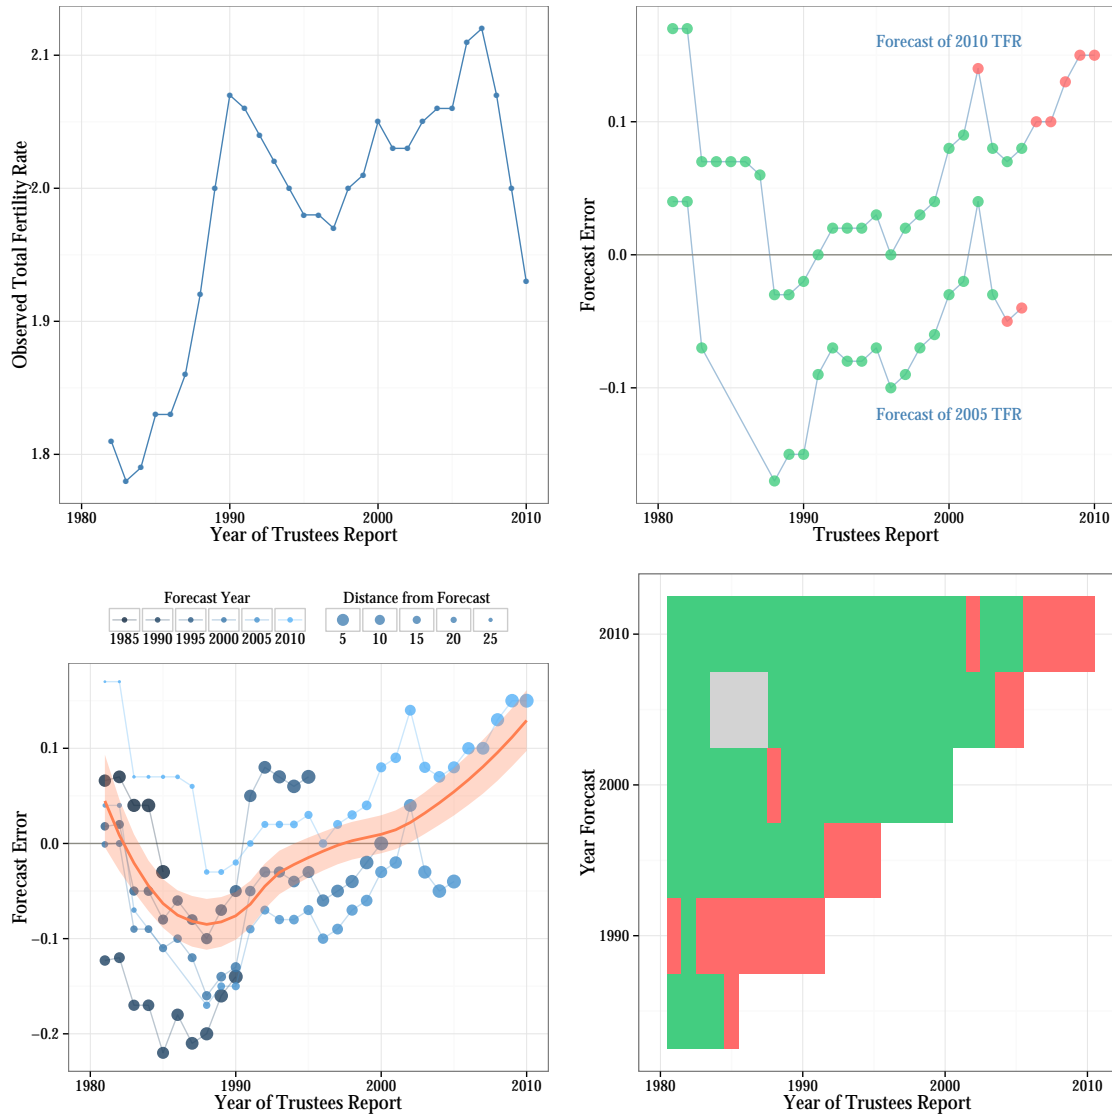 2.1
2.0
1.9
1.8
Observed Total Fertility Rate
1980 1990 2000 2010
Year of Trustees Report
Forecast of 2010 TFR
0.1
0.0
−0.1
Forecast Error
Forecast of 2005 TFR
1980 1990 2000 2010
Trustees Report
Forecast Year
1985 1990 1995 2000 2005 2010
Distance from Forecast
5 10 15 20 25
0.1
0.0
−0.1
−0.2
Forecast Error
1980 1990 2000 2010
Year of Trustees Report
2010
2000
1990
Year Forecast
1980 1990 2000 2010
Year of Trustees Report